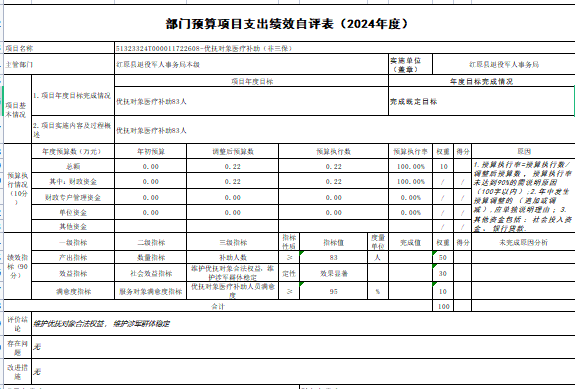 部门预算项目支出绩效自评表（2024年度）
项目名称 51323324T000011722608-优抚对象医疗补助（非三保）
主管部门 红原县退役军人事务局本级 实施单位（盖章） 红原县退役军人事务局
项目基本情况 1.项目年度目标完成情况 项目年度目标 年度目标完成情况
优抚对象医疗补助83人 完成既定目标
2.项目实施内容及过程概述 优抚对象医疗补助83人
预算执行情况（10分） 年度预算数（万元） 年初预算 调整后预算数 预算执行数 预算执行率 权重 得分 原因
总额 0.00 0.22 0.22 100.00% 10
其中：财政资金 0.00 0.22 0.22 100.00% / /
财政专户管理资金 0.00 0.00 0.00 0.00% / /
单位资金 0.00 0.00 0.00 0.00% / /
其他资金 / /
1.预算执行率=预算执行数/调整后预算数，预算执行率未达到90%的需说明原因（100字以内）.2.年中发生预算调整的（更加或调减），应单独说明理由；3.其他资金包括：社会投入资金、银行贷款.
绩效指标（90分） 一级指标 二级指标 三级指标 指标性质 指标值 度量单位 完成值 权重 得分 未完成原因分析
产出指标 数量指标 补助人数 ≥ 83 人 50
效益指标 社会效益指标 维护优抚对象合法权益，维护涉军群体稳定 定性 效果显著 30
满意度指标 服务对象满意度指标 优抚对象医疗补助人员满意度 ≥ 95 % 10
合计 100
评价结论 维护优抚对象合法权益，维护涉军群体稳定
存在问题 无
改进措施 无